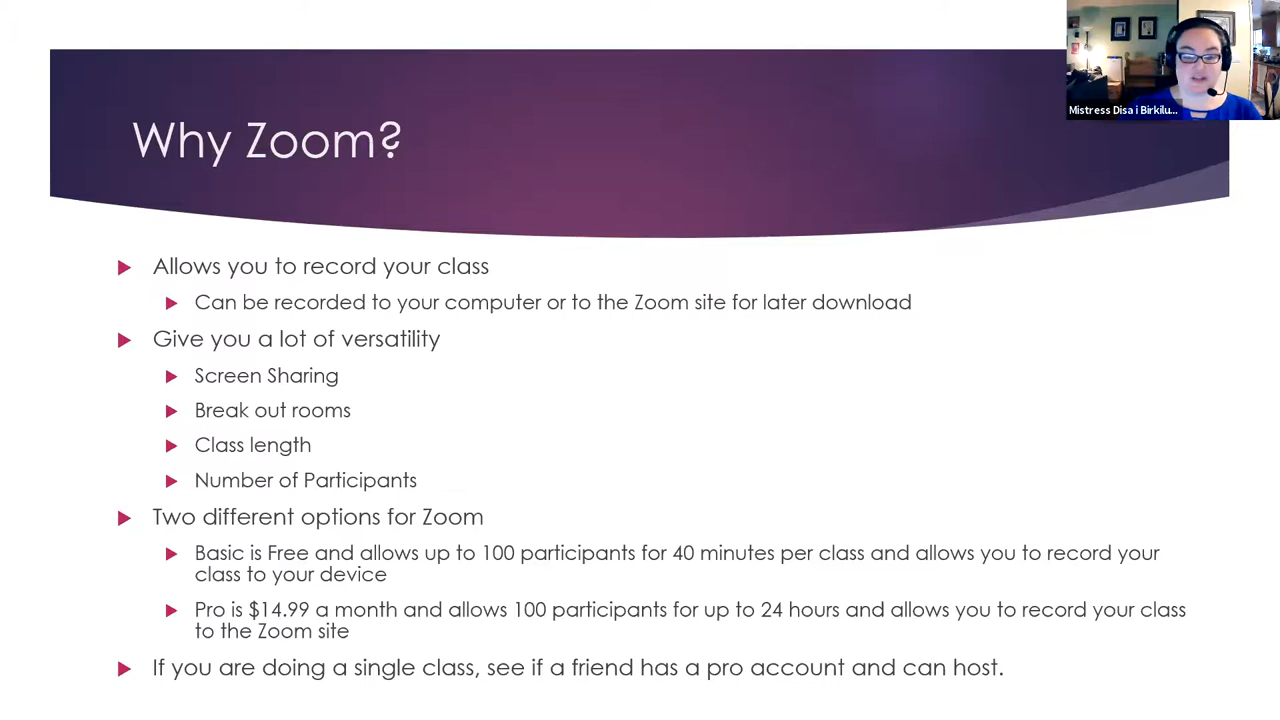 Mistress Disa i Birkilu...
Why Zoom?
Allows you to record your class
Can be recorded to your computer or to the Zoom site for later download
Give you a lot of versatility
Screen Sharing
Break out rooms
Class length
Number of Participants
Two different options for Zoom
Basic is Free and allows up to 100 participants for 40 minutes per class and allows you to record your
class to your device
Pro is $14.99 a month and allows 100 participants for up to 24 hours and allows you to record your class
to the Zoom site
If you are doing a single class, see if a friend has a pro account and can host.